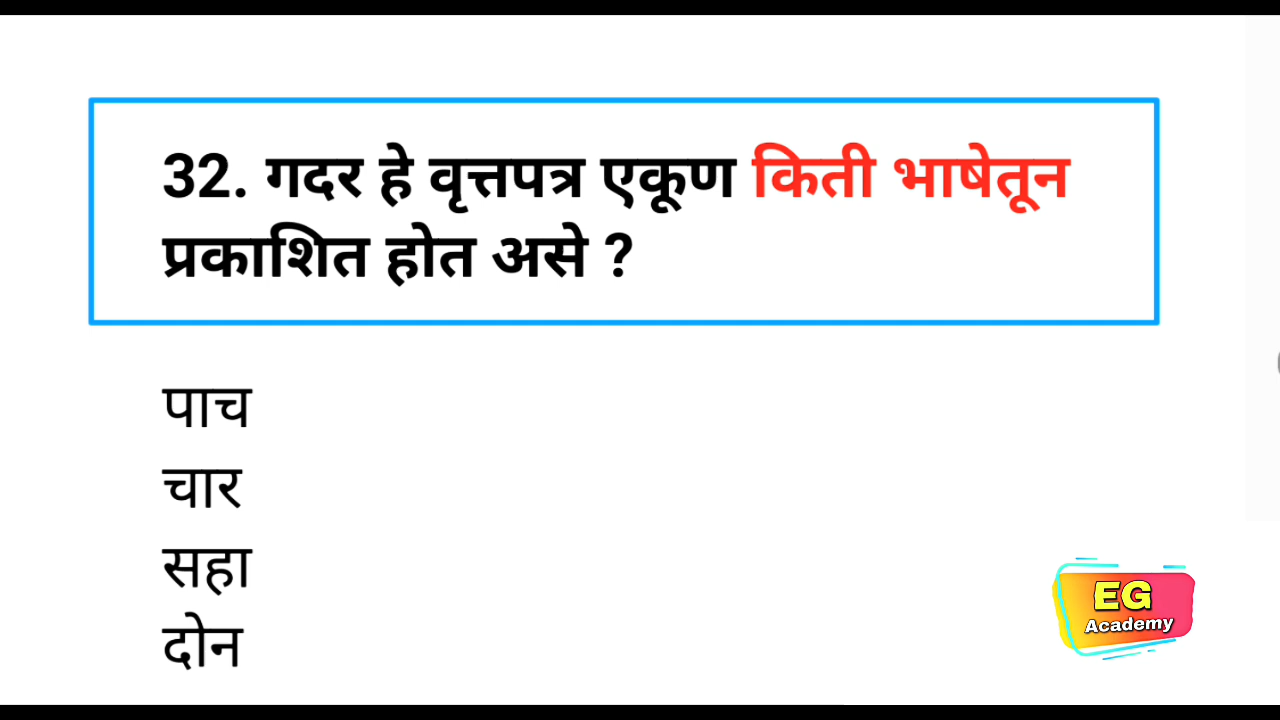 32. गदर हे वृत्तपत्र एकूण किती भाषेतून
प्रकाशित होत असे ?
पाच
चार
सहा
दोन
EG
Academy